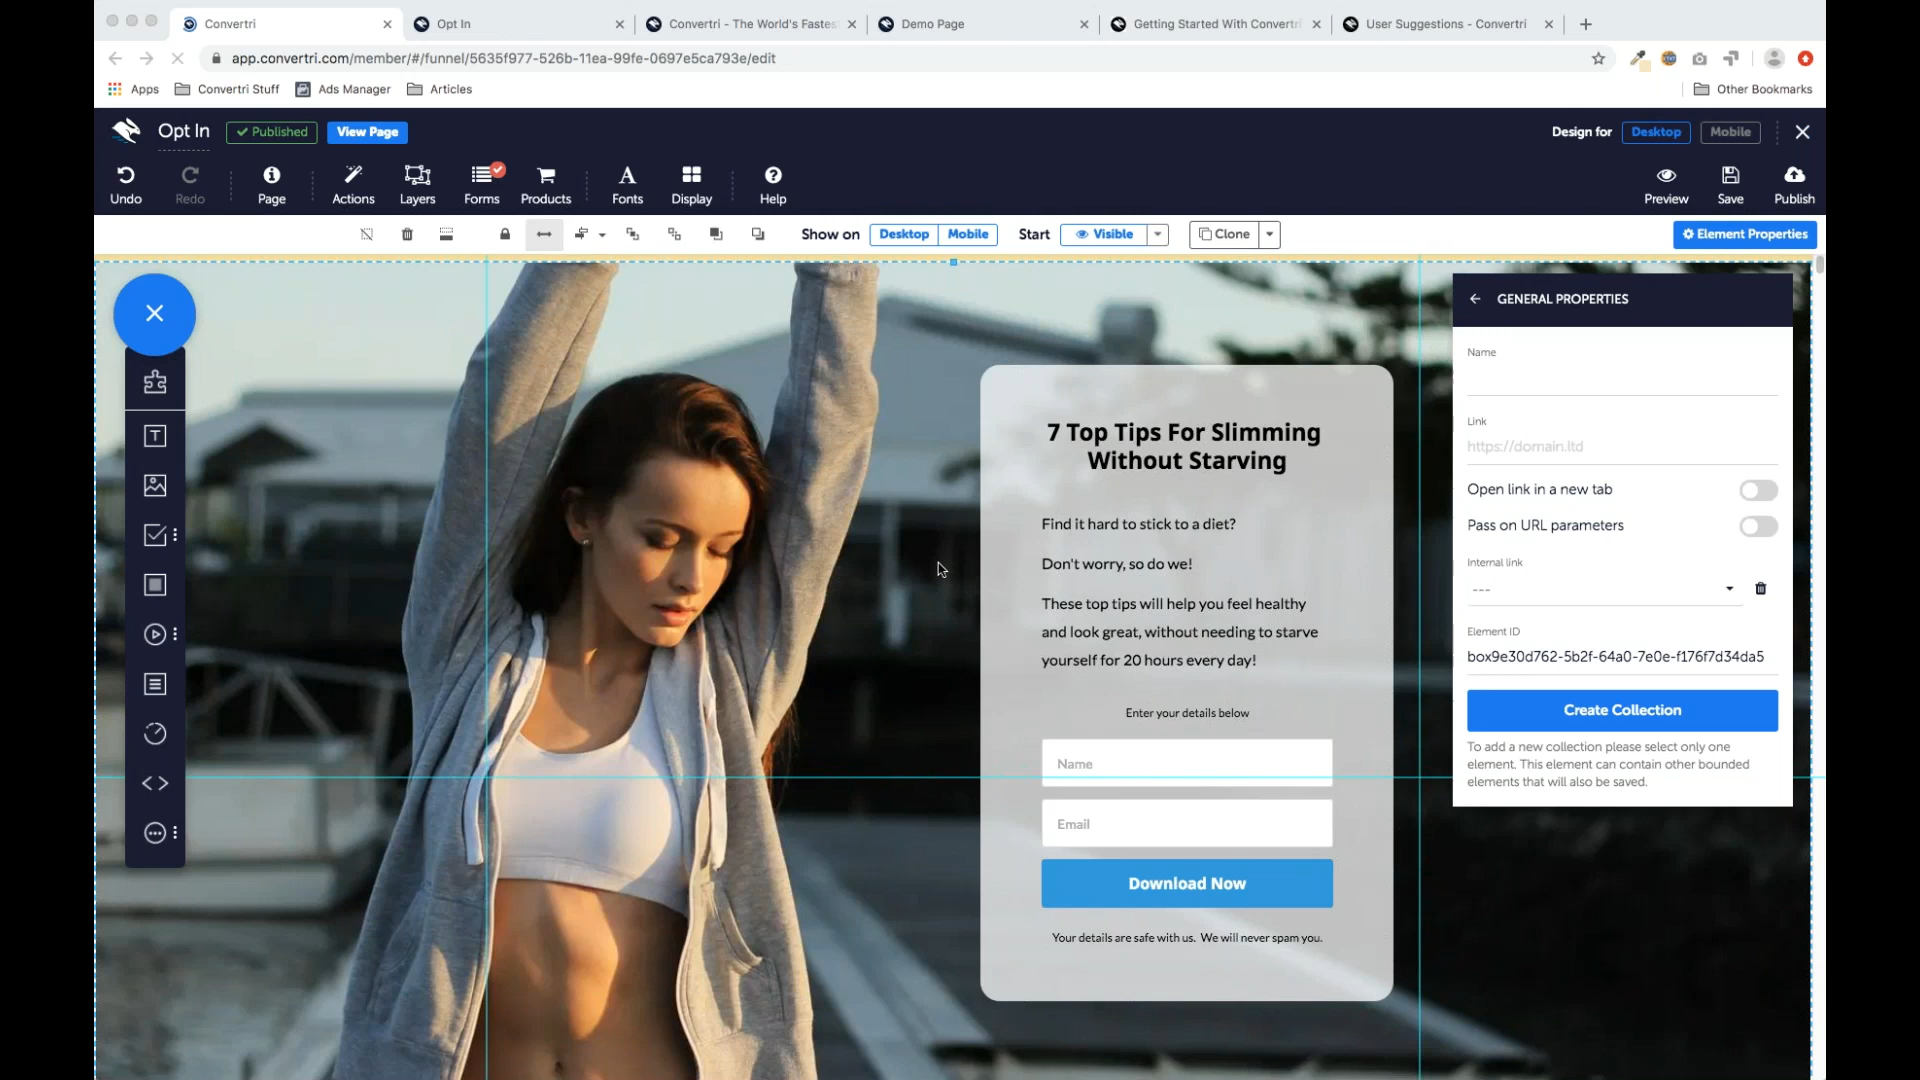 Convertri
Opt In
Convertri - The World's Fastes
Demo Page
Getting Started With Convertri
User Suggestions - Convertri
app.convertri.com/member/#/funnel/5635f977-526b-11ea-99fe-0697e5ca793e/edit
Apps
Convertri Stuff
Ads Manager
Articles
Other Bookmarks
Opt In
Published
View Page
Design for
Desktop
Mobile
Undo
Redo
Page
Actions
Layers
Forms
Products
Fonts
Display
Help
Preview
Save
Publish
Show on
Desktop
Mobile
Start
Visible
Clone
Element Properties
GENERAL PROPERTIES
Name
Link
https://domain.ltd
Open link in a new tab
Pass on URL parameters
Internal link
---
Element ID
box9e30d762-5b2f-64a0-7e0e-f176f7d34da5
Create Collection
To add a new collection please select only one
element. This element can contain other bounded
elements that will also be saved.
7 Top Tips For Slimming
Without Starving
Find it hard to stick to a diet?
Don't worry, so do we!
These top tips will help you feel healthy
and look great, without needing to starve
yourself for 20 hours every day!
Enter your details below
Name
Email
Download Now
Your details are safe with us. We will never spam you.